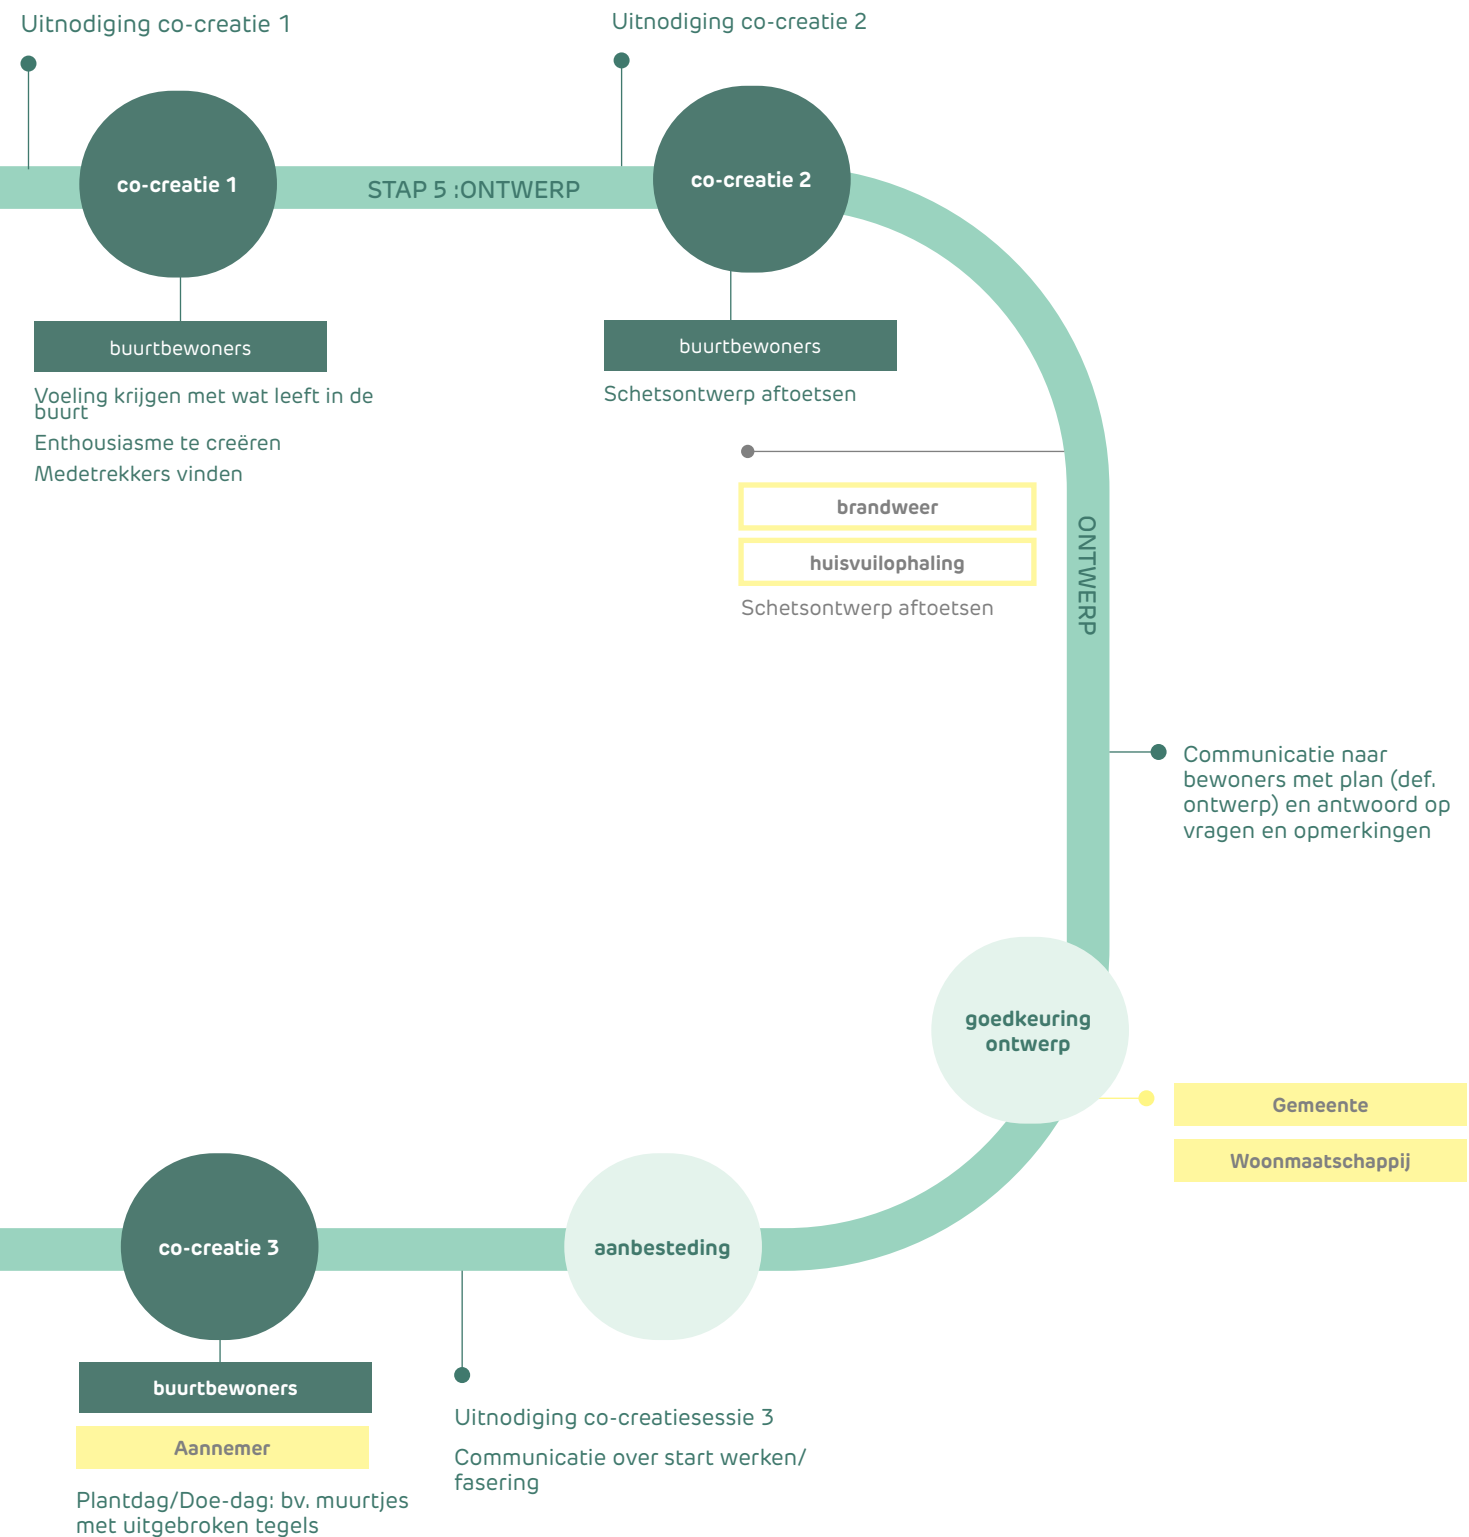 Uitnodiging co-creatie 1
Uitnodiging co-creatie 2
co-creatie 1
STAP 5 :ONTWERP
co-creatie 2
buurtbewoners
Voeling krijgen met wat leeft in de
buurt
Enthousiasme te creëren
Medetrekkers vinden
buurtbewoners
Schetsontwerp aftoetsen
brandweer
huisvuilophaling
Schetsontwerp aftoetsen
ONTWERP
Communicatie naar
bewoners met plan (def.
ontwerp) en antwoord op
vragen en opmerkingen
goedkeuring
ontwerp
Gemeente
Woonmaatschappij
aanbesteding
co-creatie 3
Uitnodiging co-creatiesessie 3
Communicatie over start werken/
fasering
buurtbewoners
Aannemer
Plantdag/Doe-dag: bv. muurtjes
met uitgebroken tegels